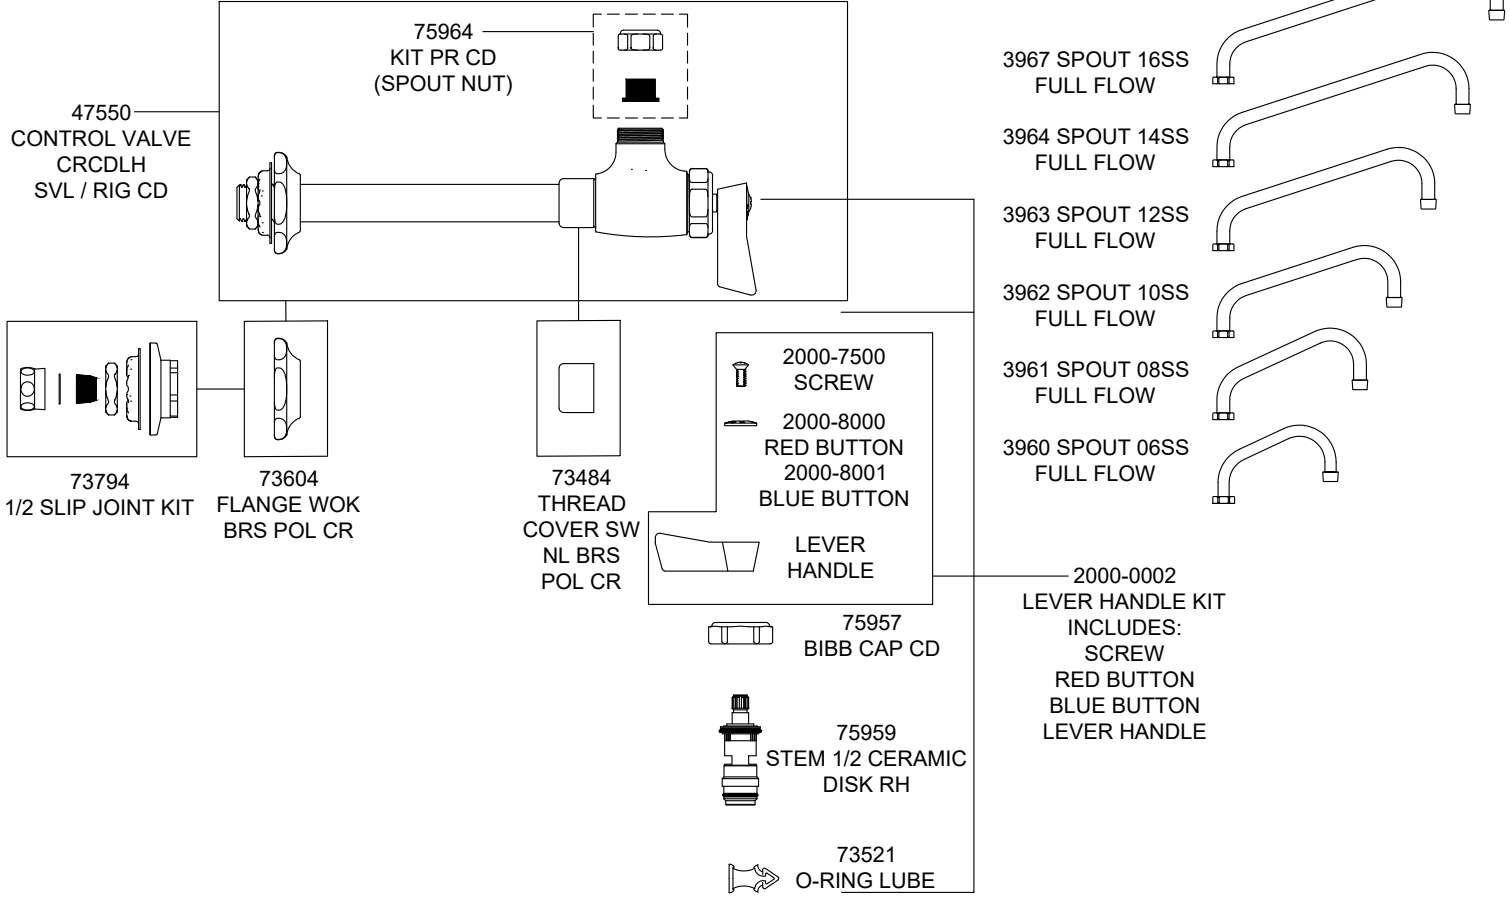 75964
KIT PR CD
(SPOUT NUT)
47550
CONTROL VALVE
CRCDLH
SVL / RIG CD
73794
1/2 SLIP JOINT KIT
73604
FLANGE WOK
BRS POL CR
73484
THREAD
COVER SW
NL BRS
POL CR
2000-7500
SCREW
2000-8000
RED BUTTON
2000-8001
BLUE BUTTON
LEVER
HANDLE
75957
BIBB CAP CD
75959
STEM 1/2 CERAMIC
DISK RH
73521
O-RING LUBE
3967 SPOUT 16SS
FULL FLOW
3964 SPOUT 14SS
FULL FLOW
3963 SPOUT 12SS
FULL FLOW
3962 SPOUT 10SS
FULL FLOW
3961 SPOUT 08SS
FULL FLOW
3960 SPOUT 06SS
FULL FLOW
2000-0002
LEVER HANDLE KIT
INCLUDES:
SCREW
RED BUTTON
BLUE BUTTON
LEVER HANDLE